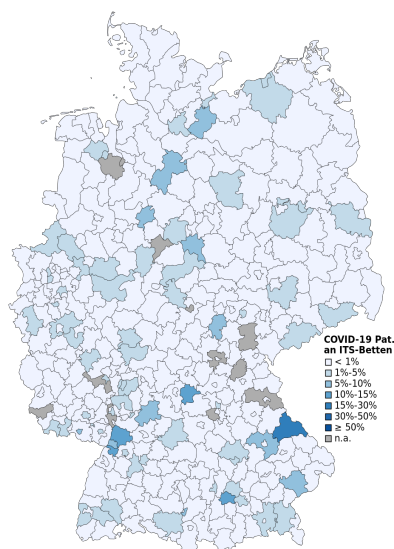 COVID-19 Pat.
an ITS-Betten
< 1%
1%-5%
5%-10%
10%-15%
15%-30%
30%-50%
≥ 50%
n.a.